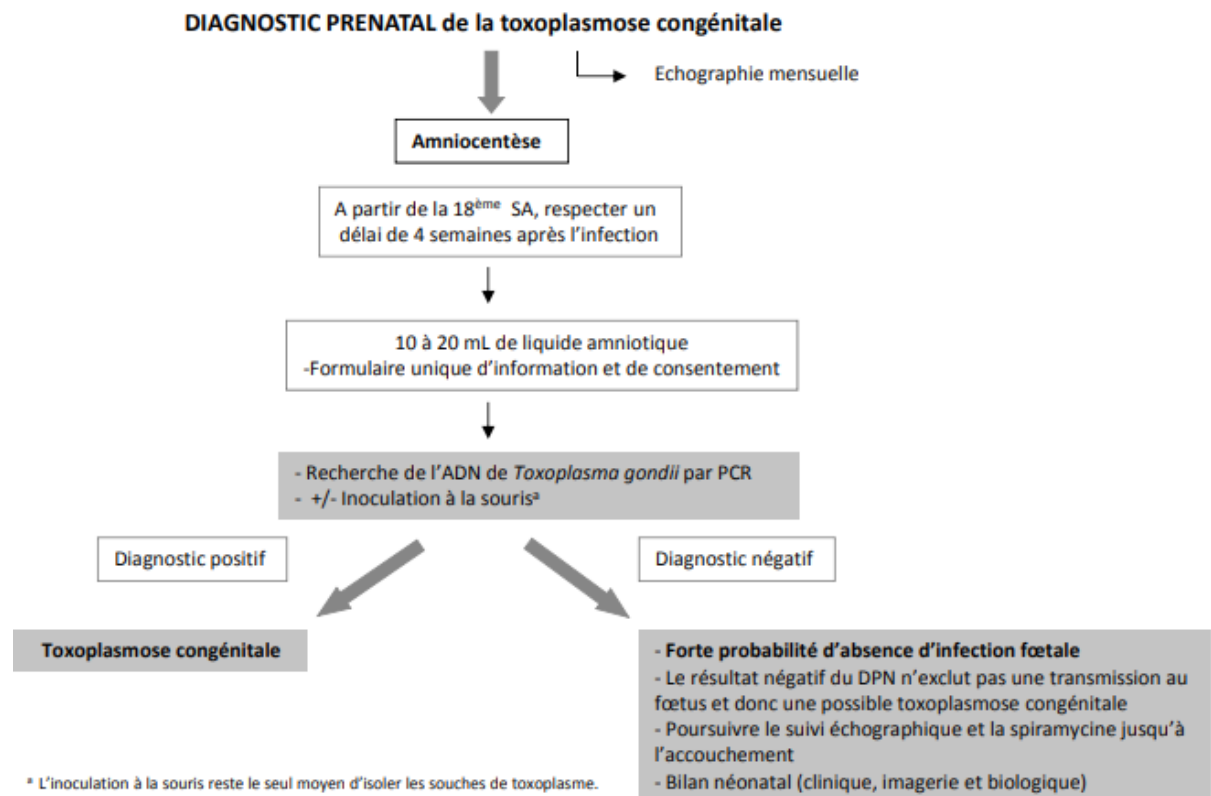 DIAGNOSTIC PRENATAL de la toxoplasmose congénitale
Echographie mensuelle
Amniocentèse
A partir de la 18ème SA, respecter un
délai de 4 semaines après l'infection
10 à 20 mL de liquide amniotique
-Formulaire unique d'information et de consentement
- Recherche de l'ADN de Toxoplasma gondii par PCR
- +/- Inoculation à la sourisᵃ
Diagnostic positif
Diagnostic négatif
Toxoplasmose congénitale
- Forte probabilité d'absence d'infection fœtale
- Le résultat négatif du DPN n'exclut pas une transmission au
fœtus et donc une possible toxoplasmose congénitale
- Poursuivre le suivi échographique et la spiramycine jusqu'à
l'accouchement
- Bilan néonatal (clinique, imagerie et biologique)
ᵃ L'inoculation à la souris reste le seul moyen d'isoler les souches de toxoplasme.